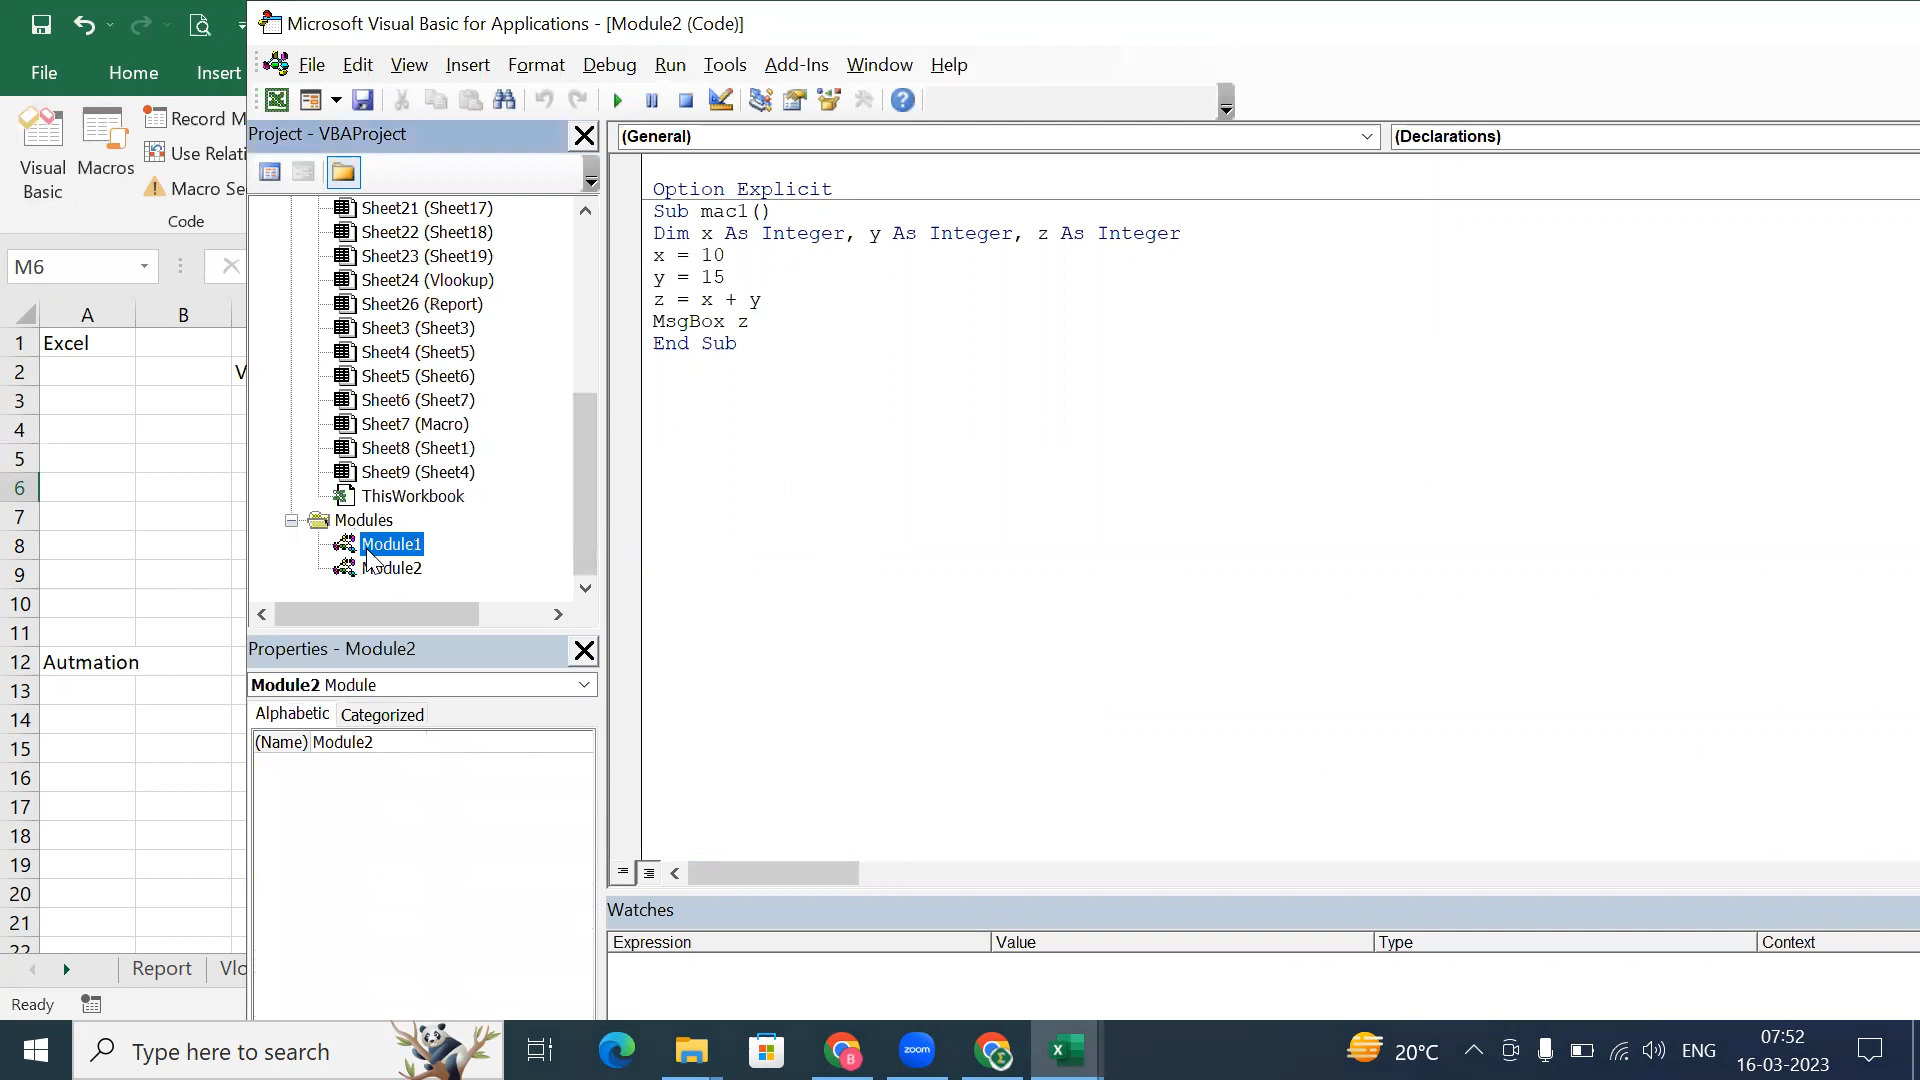 Microsoft Visual Basic for Applications - [Module2 (Code)]
File Edit View Insert Format Debug Run Tools Add-Ins Window Help
File Home Insert
Visual Basic
Macros
Record M
Use Relati
Macro Se
Code
Project - VBAProject
(General)
(Declarations)
Sheet21 (Sheet17)
Sheet22 (Sheet18)
Sheet23 (Sheet19)
Sheet24 (Vlookup)
Sheet26 (Report)
Sheet3 (Sheet3)
Sheet4 (Sheet5)
Sheet5 (Sheet6)
Sheet6 (Sheet7)
Sheet7 (Macro)
Sheet8 (Sheet1)
Sheet9 (Sheet4)
ThisWorkbook
Modules
Module1
Module2
Option Explicit
Sub mac1()
Dim x As Integer, y As Integer, z As Integer
x = 10
y = 15
z = x + y
MsgBox z
End Sub
M6
A B
1 Excel
2 V
3
4
5
6
7
8
9
10
11
12 Autmation
13
14
15
16
17
18
19
20
21
22
Properties - Module2
Module2 Module
Alphabetic Categorized
(Name) Module2
Watches
Expression Value Type Context
Report Vlo
Ready
Type here to search
zoom
B
20°C
ENG
07:52
16-03-2023